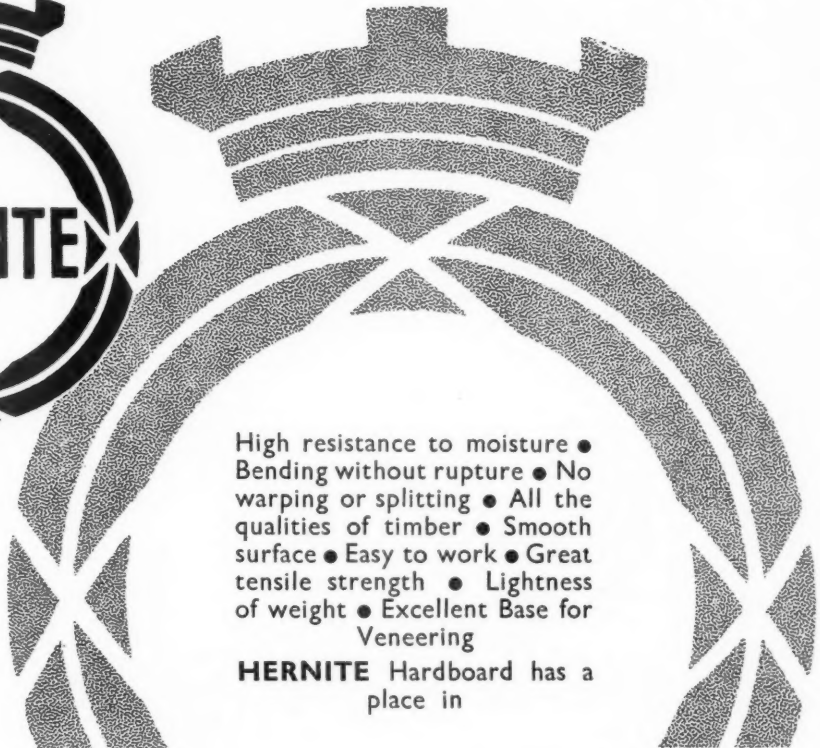 High resistance to moisture ●
Bending without rupture ● No
warping or splitting ● All the
qualities of timber ● Smooth
surface ● Easy to work ● Great
tensile strength ● Lightness
of weight ● Excellent Base for
Veneering
HERNITE Hardboard has a
place in